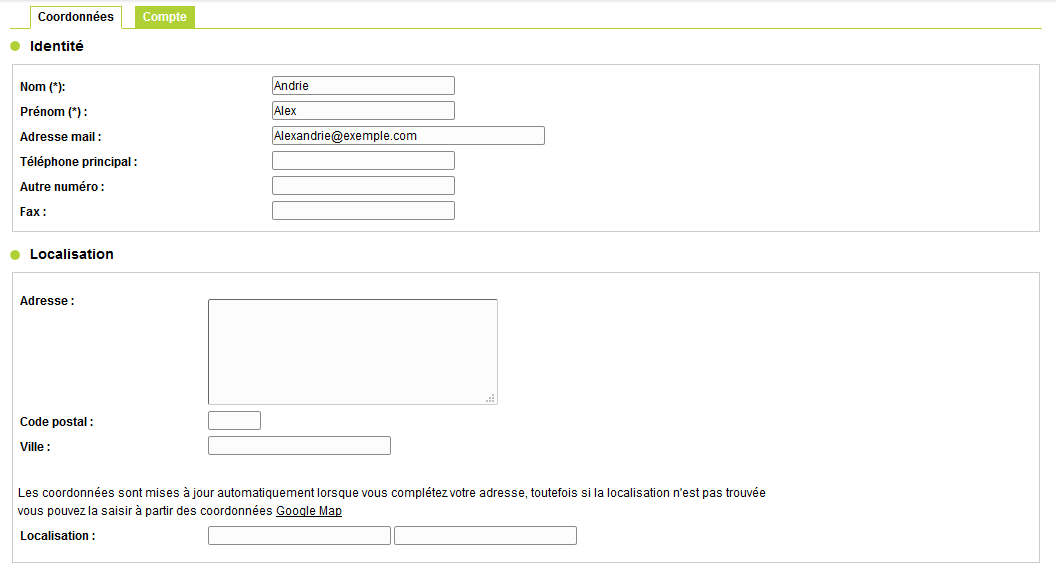 Coordonnées Compte
Identité
Nom (*): Andrie
Prénom (*) : Alex
Adresse mail : Alexandrie@exemple.com
Téléphone principal :
Autre numéro :
Fax :
Localisation
Adresse :
Code postal :
Ville :
Les coordonnées sont mises à jour automatiquement lorsque vous complétez votre adresse, toutefois si la localisation n'est pas trouvée
vous pouvez la saisir à partir des coordonnées Google Map
Localisation :